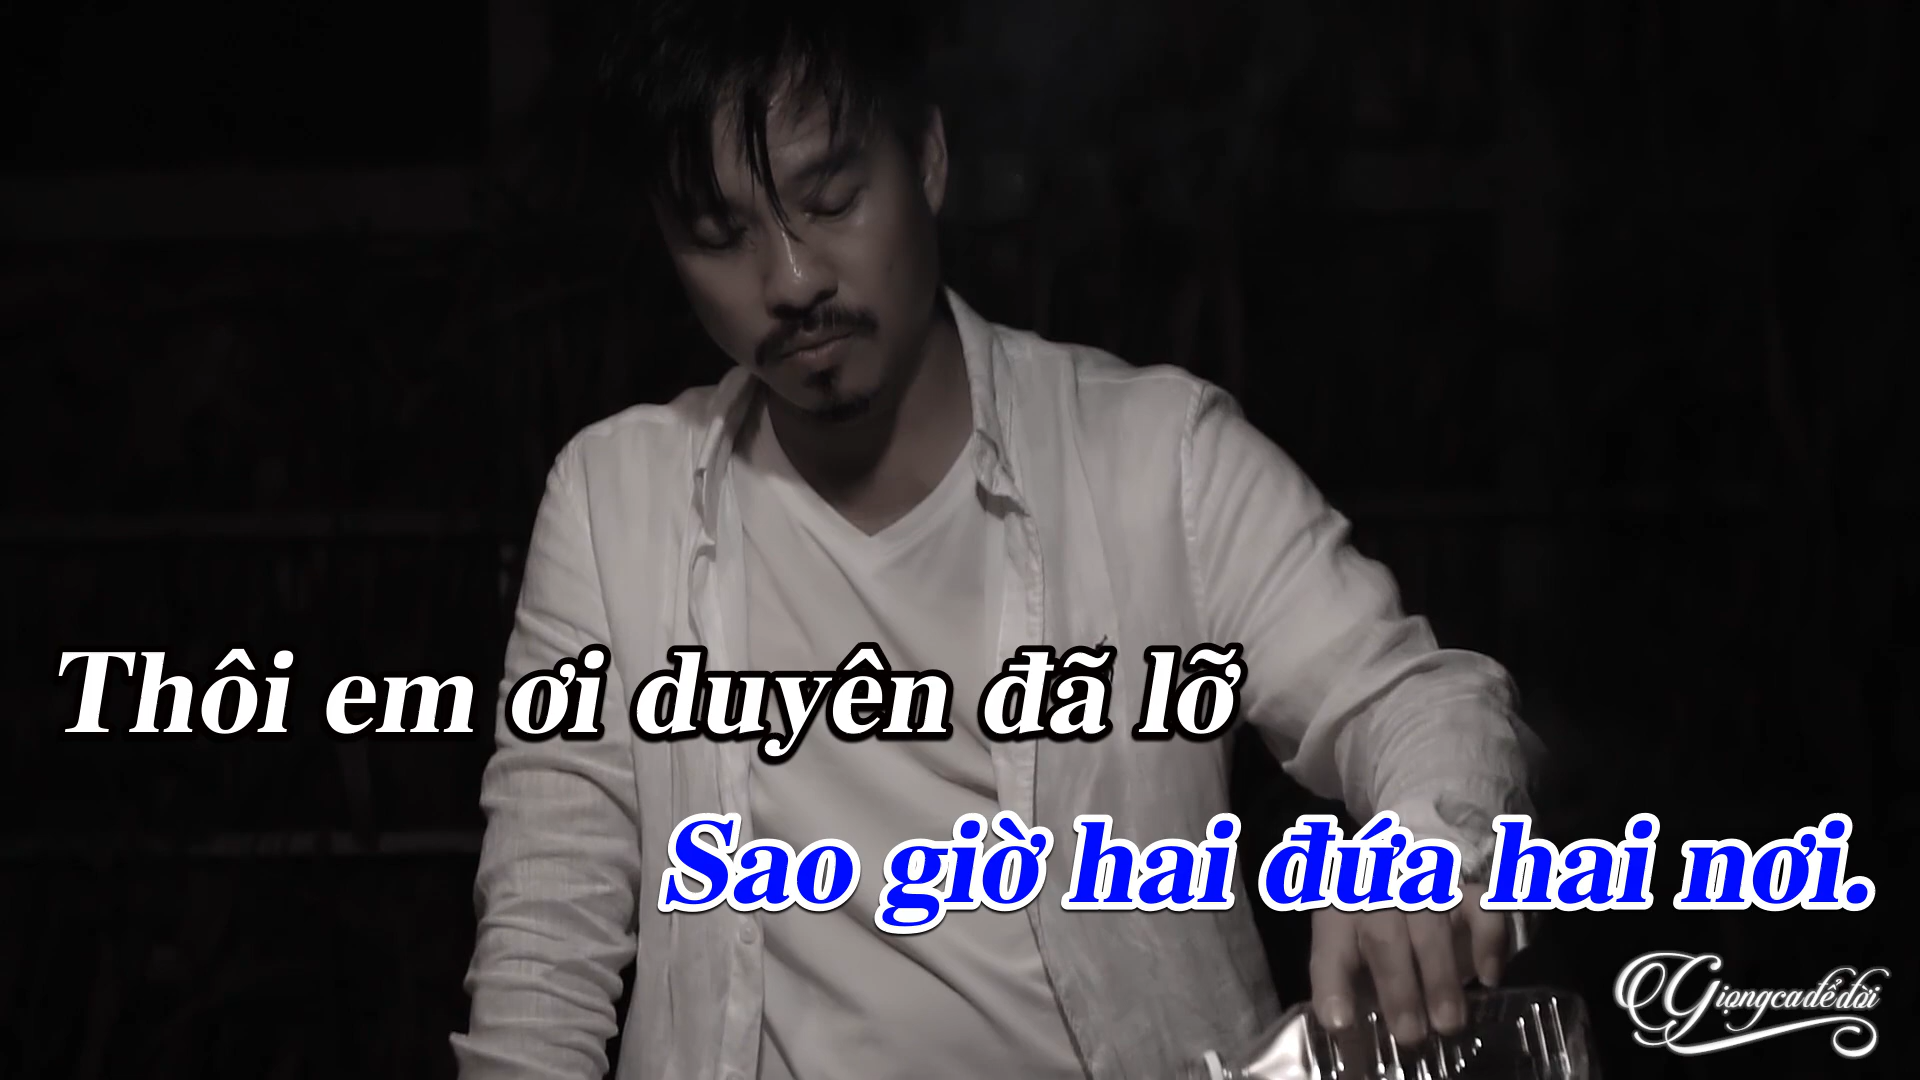 Thôi em ơi duyên đã lỡ
Sao giờ hai đứa hai nơi.
Giọngcađểđời